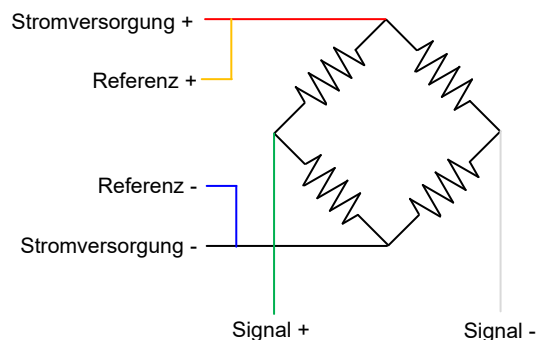 Stromversorgung +
Referenz +
Referenz -
Stromversorgung -
Signal +
Signal -